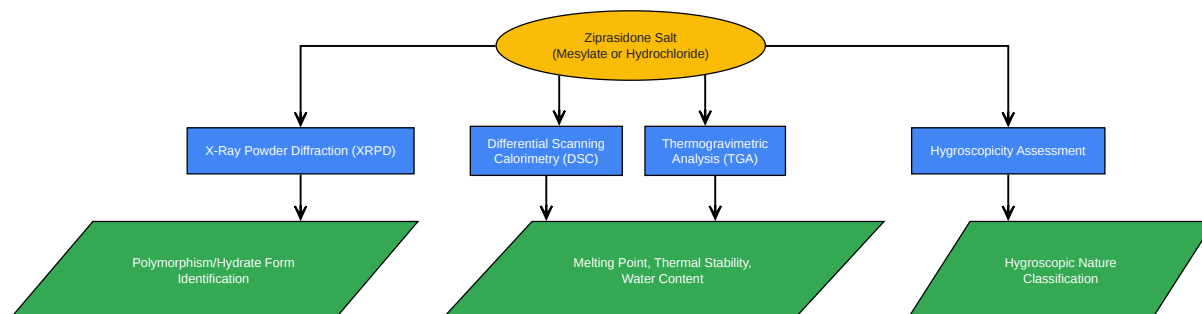 Ziprasidone Salt
(Mesylate or Hydrochloride)
X-Ray Powder Diffraction (XRPD)
Differential Scanning
Calorimetry (DSC)
Thermogravimetric
Analysis (TGA)
Hygroscopicity Assessment
Polymorphism/Hydrate Form
Identification
Melting Point, Thermal Stability,
Water Content
Hygroscopic Nature
Classification